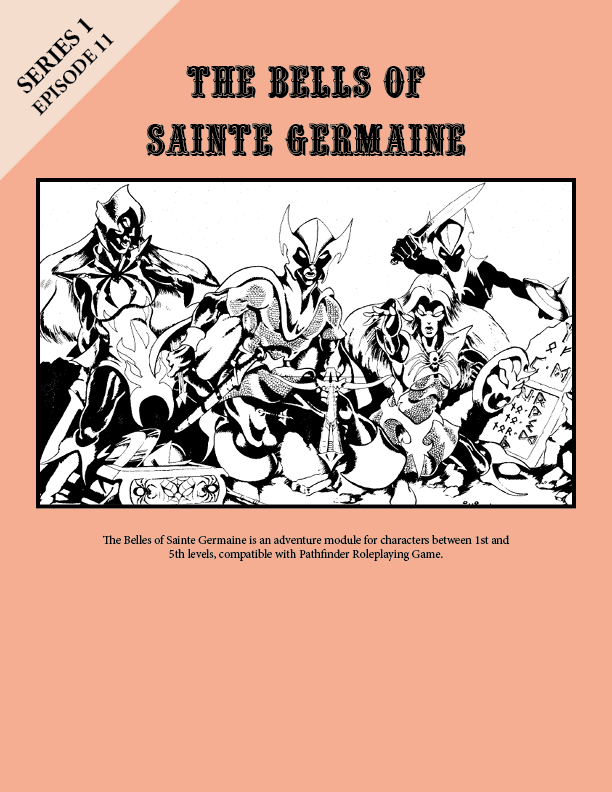 SERIES 1
EPISODE 11
THE BELLS OF
SAINTE GERMAINE
The Belles of Sainte Germaine is an adventure module for characters between 1st and
5th levels, compatible with Pathfinder Roleplaying Game.